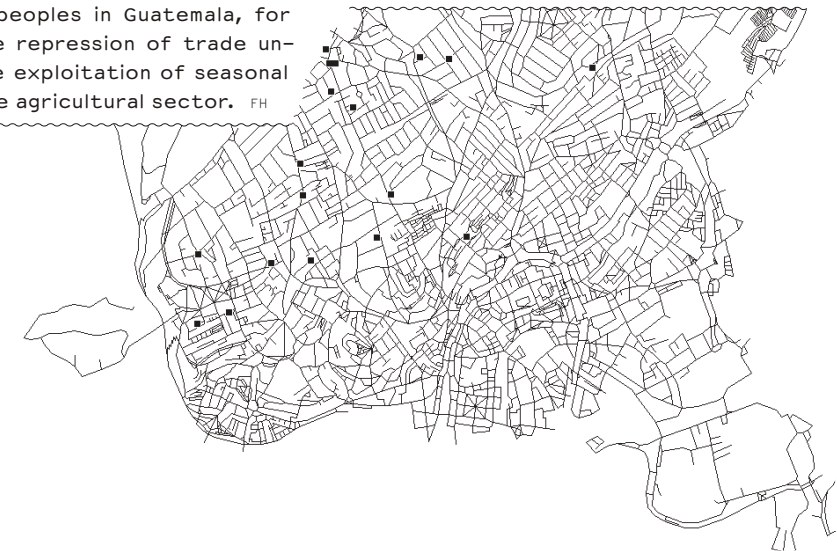 peoples in Guatemala, for
e repression of trade un–
e exploitation of seasonal
e agricultural sector. FH